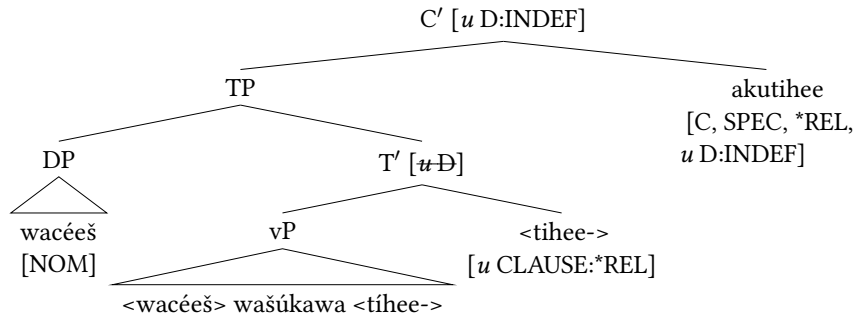 C′ [u D:INDEF]
TP
akutihee
[C, SPEC, *REL,
u D:INDEF]
DP
T′ [u D]
wacéeš
[NOM]
vP
<tihee->
[u CLAUSE:*REL]
<wacéeš> wašúkawa <tíhee->